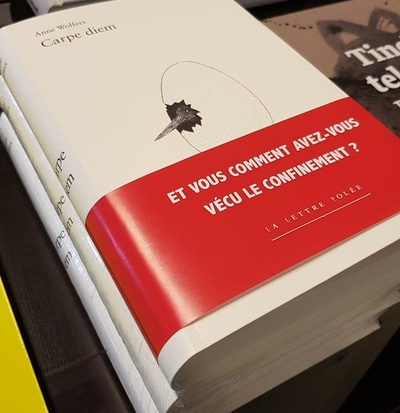 Anne Wolfers
Carpe diem
ET VOUS COMMENT AVEZ-VOUS
VÉCU LE CONFINEMENT ?
LA LETTRE VOLÉE